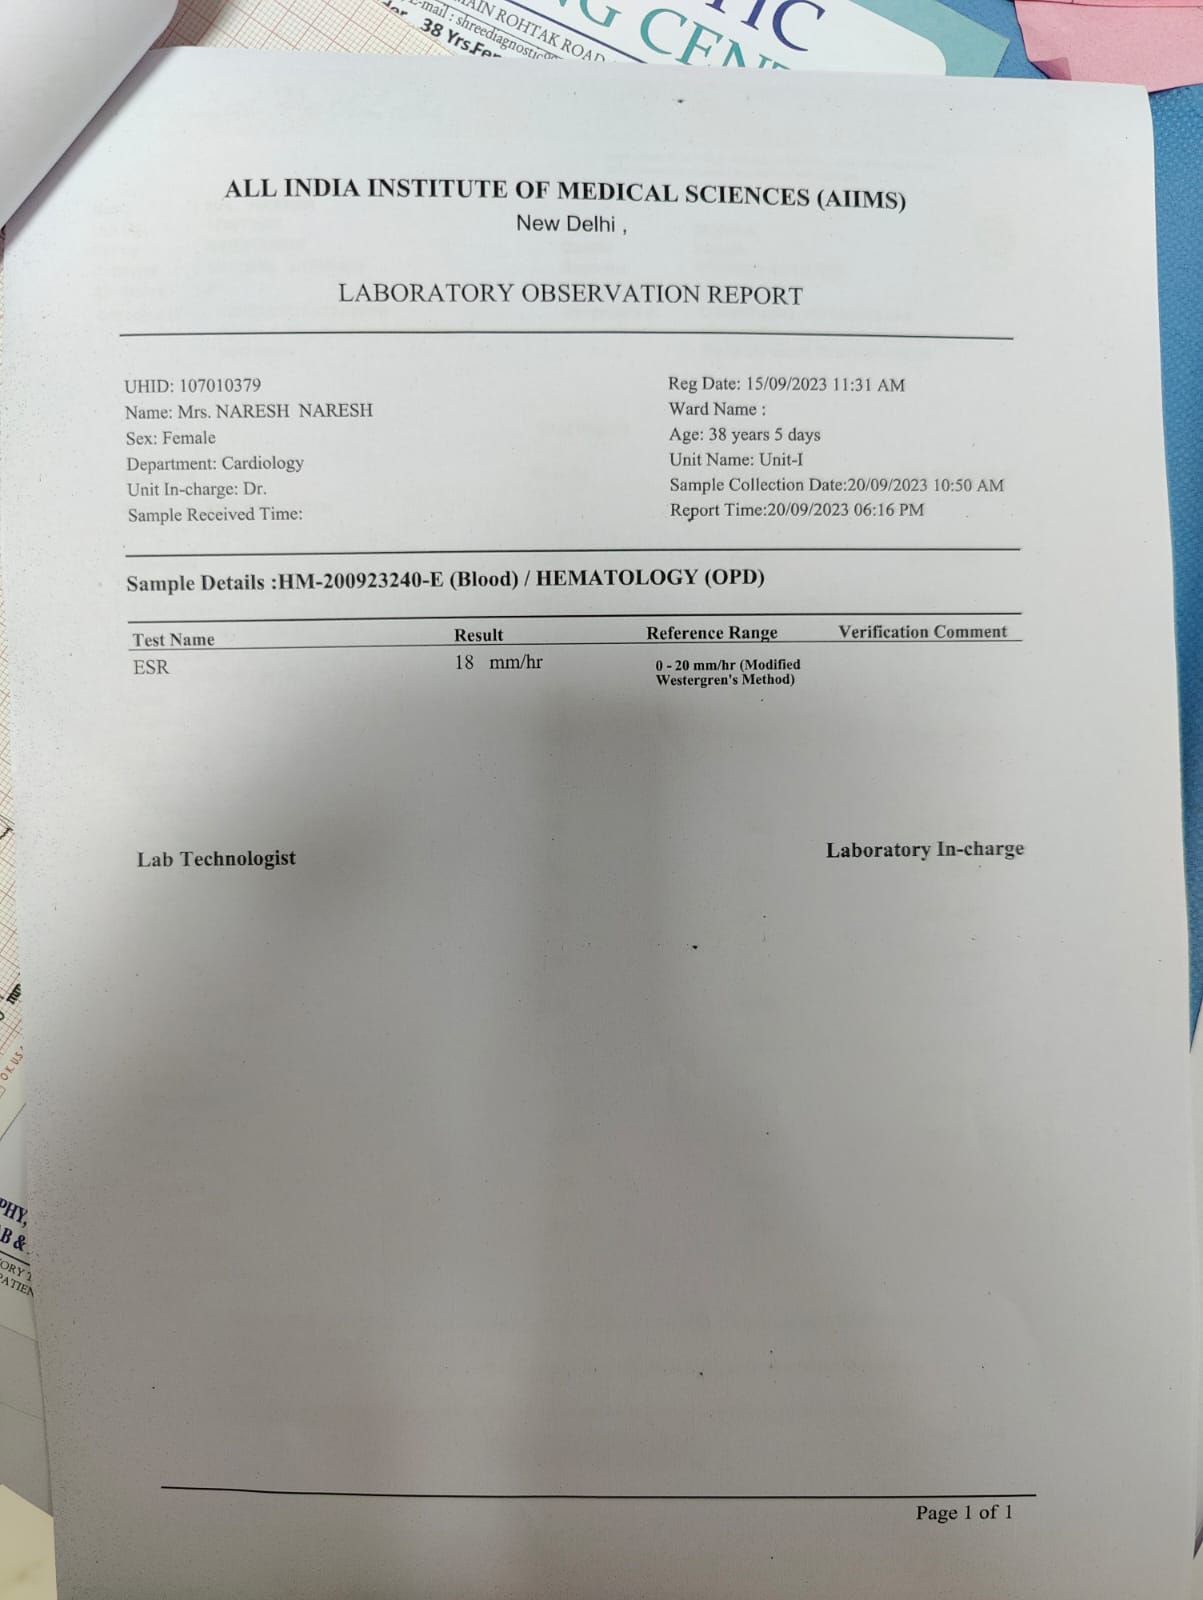 TIC
NG CENT
MAIN ROHTAK ROAD
E-mail : shreediagnostic
38 Yrs.Fe
ALL INDIA INSTITUTE OF MEDICAL SCIENCES (AIIMS)
New Delhi ,
LABORATORY OBSERVATION REPORT
UHID: 107010379
Name: Mrs. NARESH NARESH
Sex: Female
Department: Cardiology
Unit In-charge: Dr.
Sample Received Time:
Reg Date: 15/09/2023 11:31 AM
Ward Name :
Age: 38 years 5 days
Unit Name: Unit-I
Sample Collection Date:20/09/2023 10:50 AM
Report Time:20/09/2023 06:16 PM
Sample Details :HM-200923240-E (Blood) / HEMATOLOGY (OPD)
Test Name Result Reference Range Verification Comment
ESR 18 mm/hr 0 - 20 mm/hr (Modified
Westergren's Method)
Lab Technologist Laboratory In-charge
PHY,
B &
ORY
PATIEN
Page 1 of 1